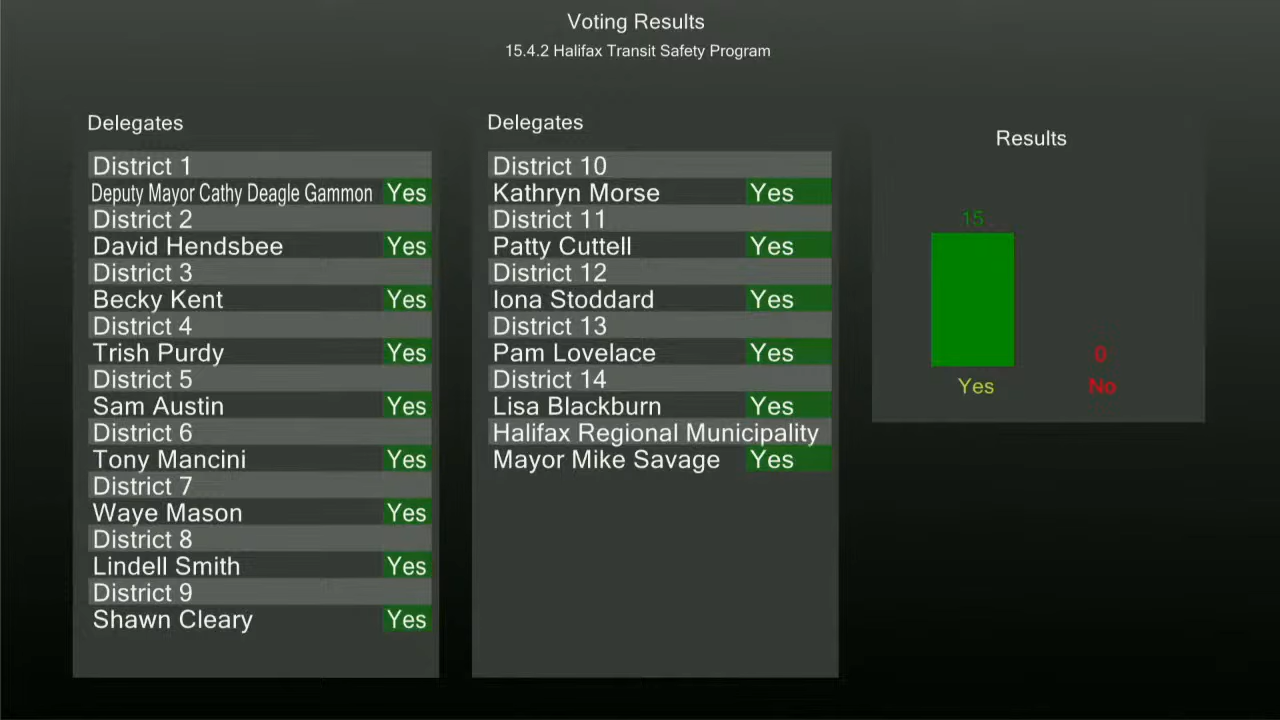 Voting Results
15.4.2 Halifax Transit Safety Program
Delegates
District 1
Deputy Mayor Cathy Deagle Gammon Yes
District 2
David Hendsbee Yes
District 3
Becky Kent Yes
District 4
Trish Purdy Yes
District 5
Sam Austin Yes
District 6
Tony Mancini Yes
District 7
Waye Mason Yes
District 8
Lindell Smith Yes
District 9
Shawn Cleary Yes
Delegates
District 10
Kathryn Morse Yes
District 11
Patty Cuttell Yes
District 12
Iona Stoddard Yes
District 13
Pam Lovelace Yes
District 14
Lisa Blackburn Yes
Halifax Regional Municipality
Mayor Mike Savage Yes
Results
15
0
Yes No